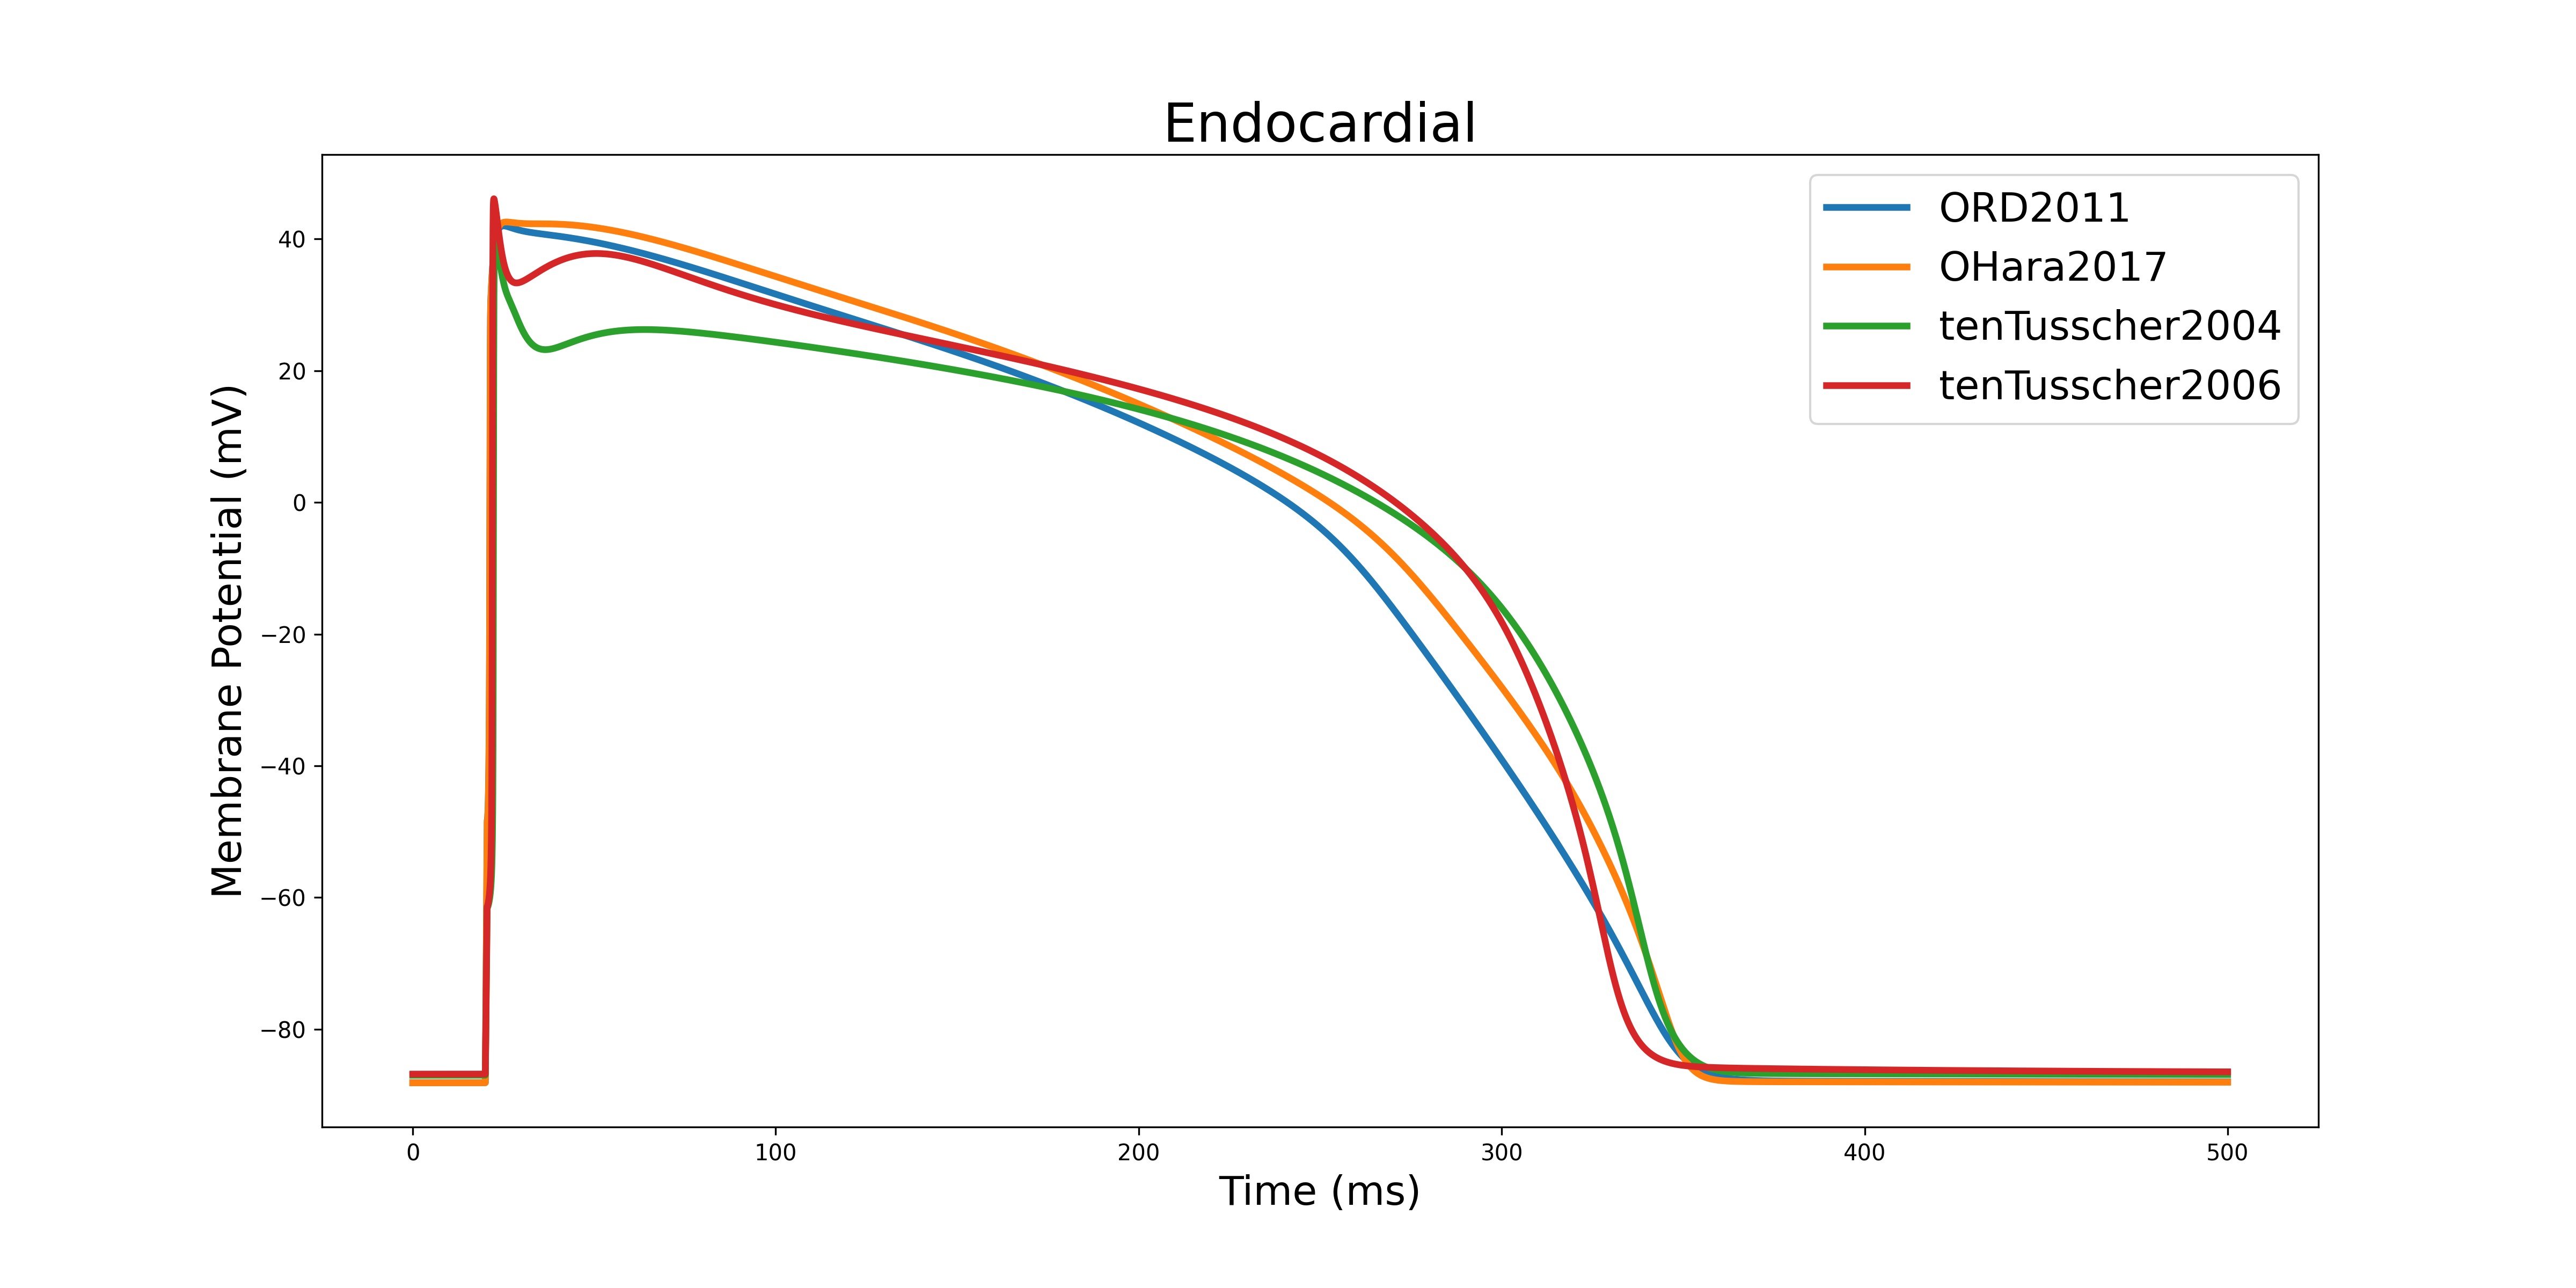 Endocardial
ORD2011
OHara2017
tenTusscher2004
tenTusscher2006
Membrane Potential (mV)
40
20
0
−20
−40
−60
−80
0 100 200 300 400 500
Time (ms)